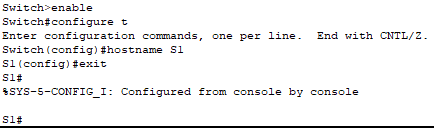 Switch>enable
Switch#configure t
Enter configuration commands, one per line.  End with CNTL/Z.
Switch(config)#hostname S1
S1(config)#exit
S1#
%SYS-5-CONFIG_I: Configured from console by console

S1#